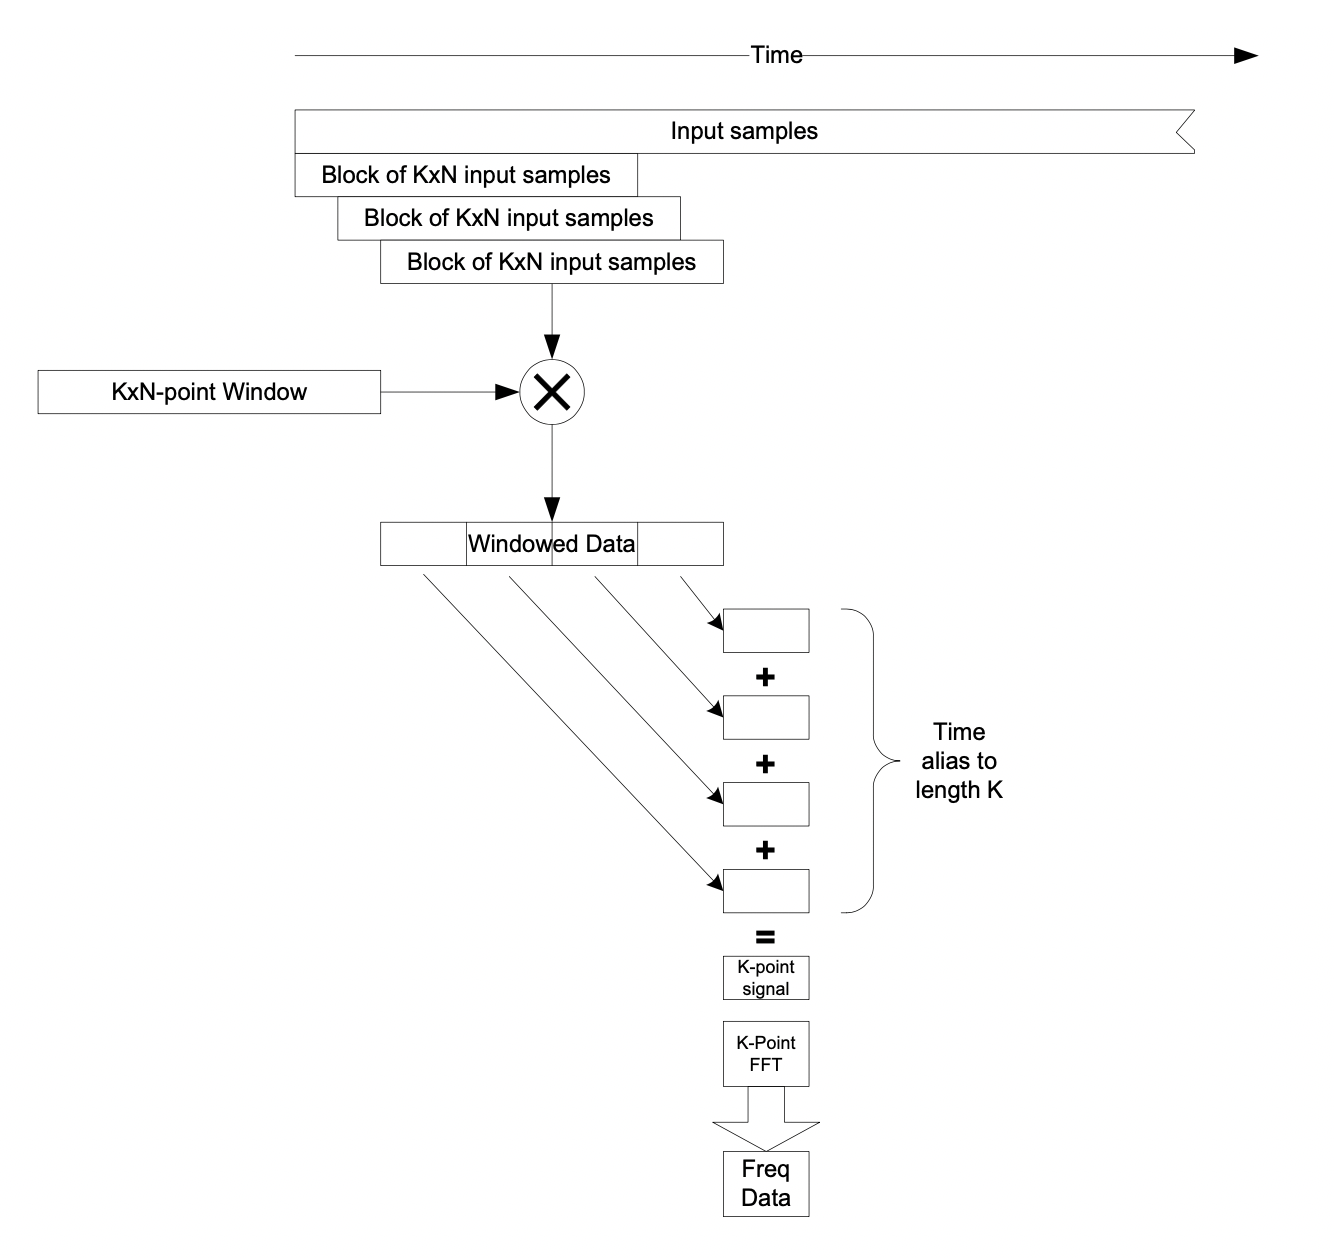 Time
Input samples
Block of KxN input samples
Block of KxN input samples
Block of KxN input samples
KxN-point Window
Windowed Data
+
+
+
Time
alias to
length K
=
K-point
signal
K-Point
FFT
Freq
Data